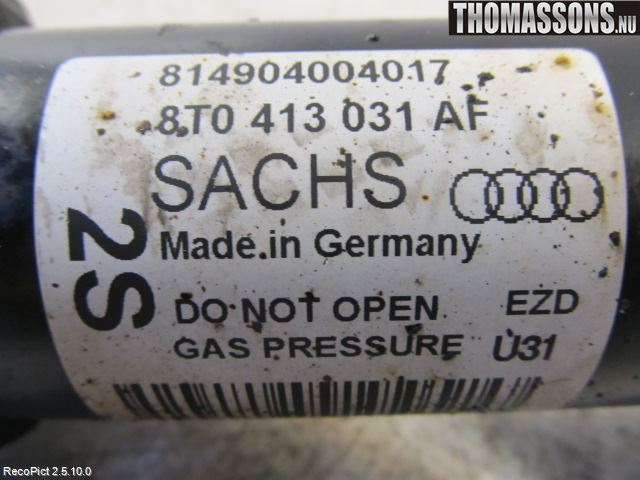 THOMASSONS.NU
814904004017
8T0 413 031 AF
SACHS
2S
Made in Germany
DO NOT OPEN EZD
GAS PRESSURE U31
RecoPict 2.5.10.0